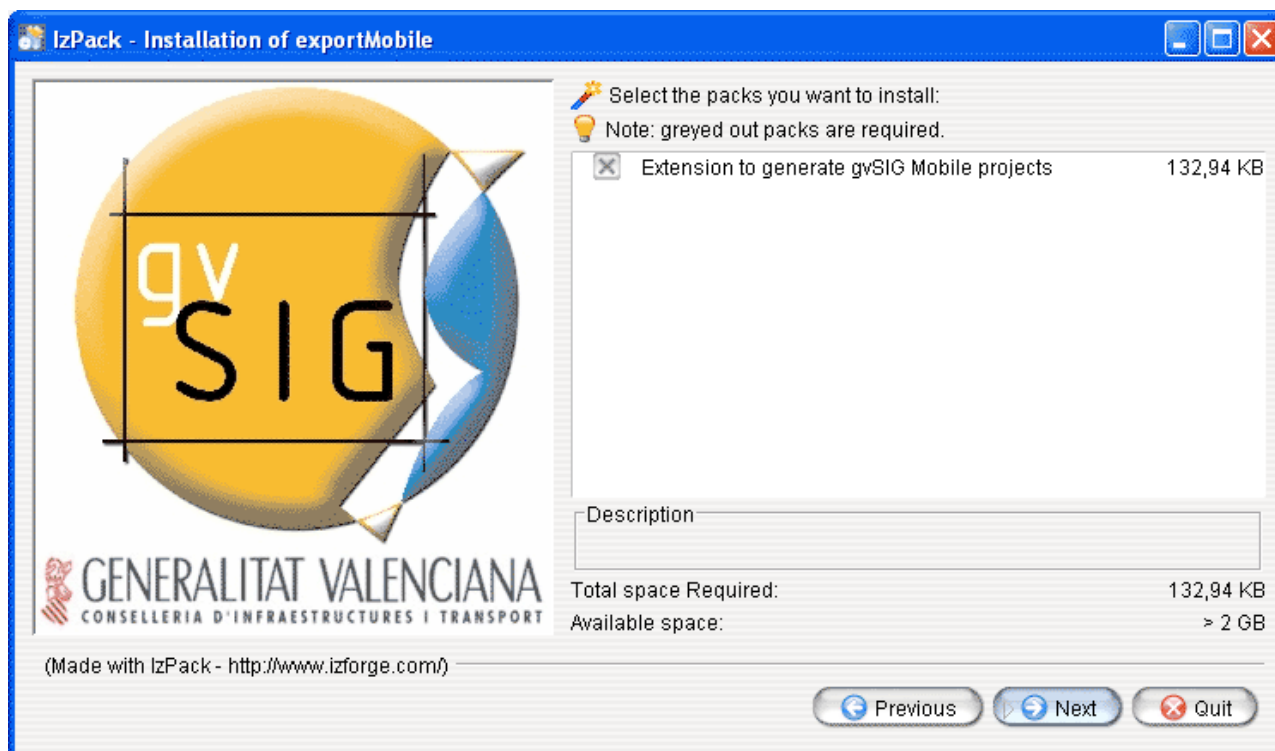 IzPack - Installation of exportMobile
gv
SIG
GENERALITAT VALENCIANA
CONSELLERIA D'INFRAESTRUCTURES I TRANSPORT
Select the packs you want to install:
Note: greyed out packs are required.
Extension to generate gvSIG Mobile projects 132,94 KB
Description
Total space Required: 132,94 KB
Available space: > 2 GB
(Made with IzPack - http://www.izforge.com/)
Previous Next Quit